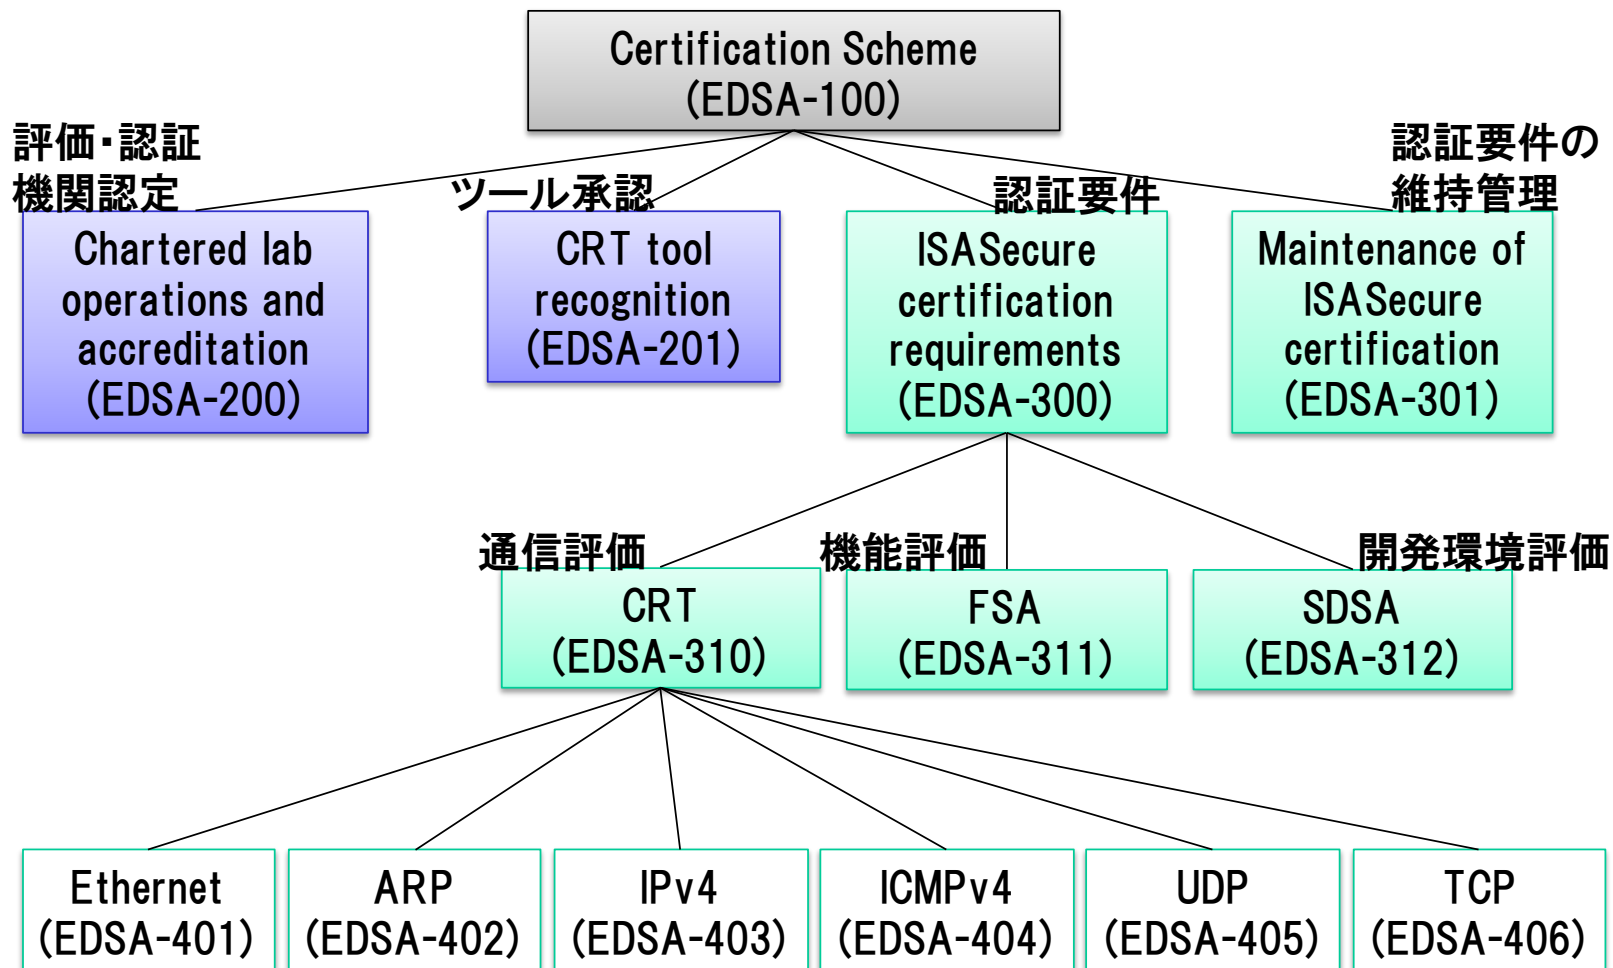 Certification Scheme
(EDSA-100)
評価・認証
機関認定
ツール承認
認証要件
認証要件の
維持管理
Chartered lab
operations and
accreditation
(EDSA-200)
CRT tool
recognition
(EDSA-201)
ISASecure
certification
requirements
(EDSA-300)
Maintenance of
ISASecure
certification
(EDSA-301)
通信評価
機能評価
開発環境評価
CRT
(EDSA-310)
FSA
(EDSA-311)
SDSA
(EDSA-312)
Ethernet
(EDSA-401)
ARP
(EDSA-402)
IPv4
(EDSA-403)
ICMPv4
(EDSA-404)
UDP
(EDSA-405)
TCP
(EDSA-406)